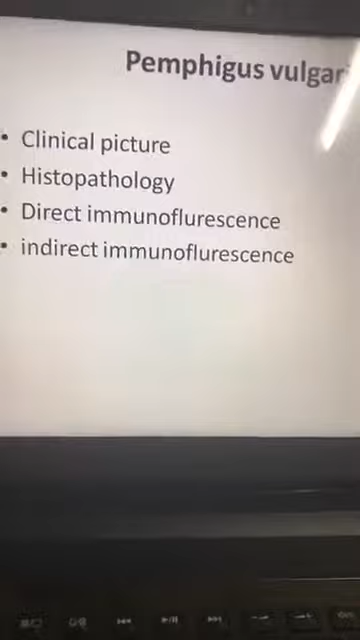 Pemphigus vulgar
• Clinical picture
• Histopathology
• Direct immunoflurescence
• indirect immunoflurescence